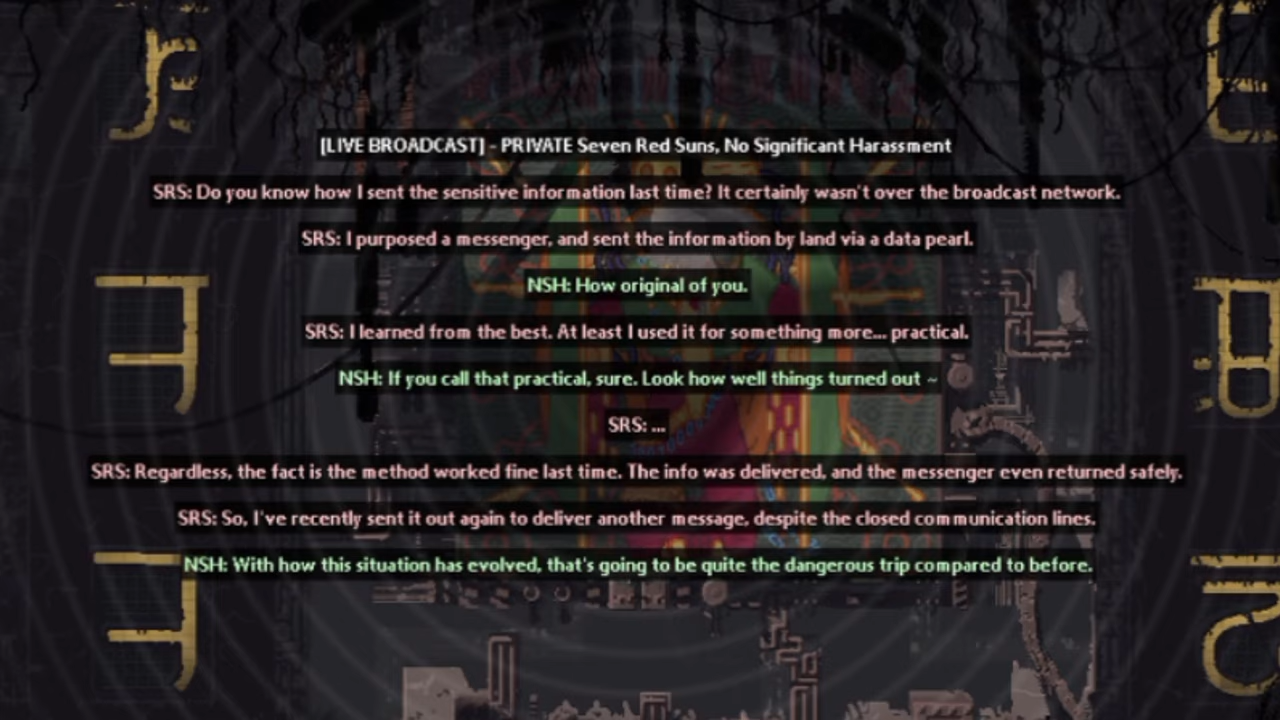 [LIVE BROADCAST] - PRIVATE Seven Red Suns, No Significant Harassment
SRS: Do you know how I sent the sensitive information last time? It certainly wasn't over the broadcast network.
SRS: I purposed a messenger, and sent the information by land via a data pearl.
NSH: How original of you.
SRS: I learned from the best. At least I used it for something more... practical.
NSH: If you call that practical, sure. Look how well things turned out ~
SRS: ...
SRS: Regardless, the fact is the method worked fine last time. The info was delivered, and the messenger even returned safely.
SRS: So, I've recently sent it out again to deliver another message, despite the closed communication lines.
NSH: With how this situation has evolved, that's going to be quite the dangerous trip compared to before.